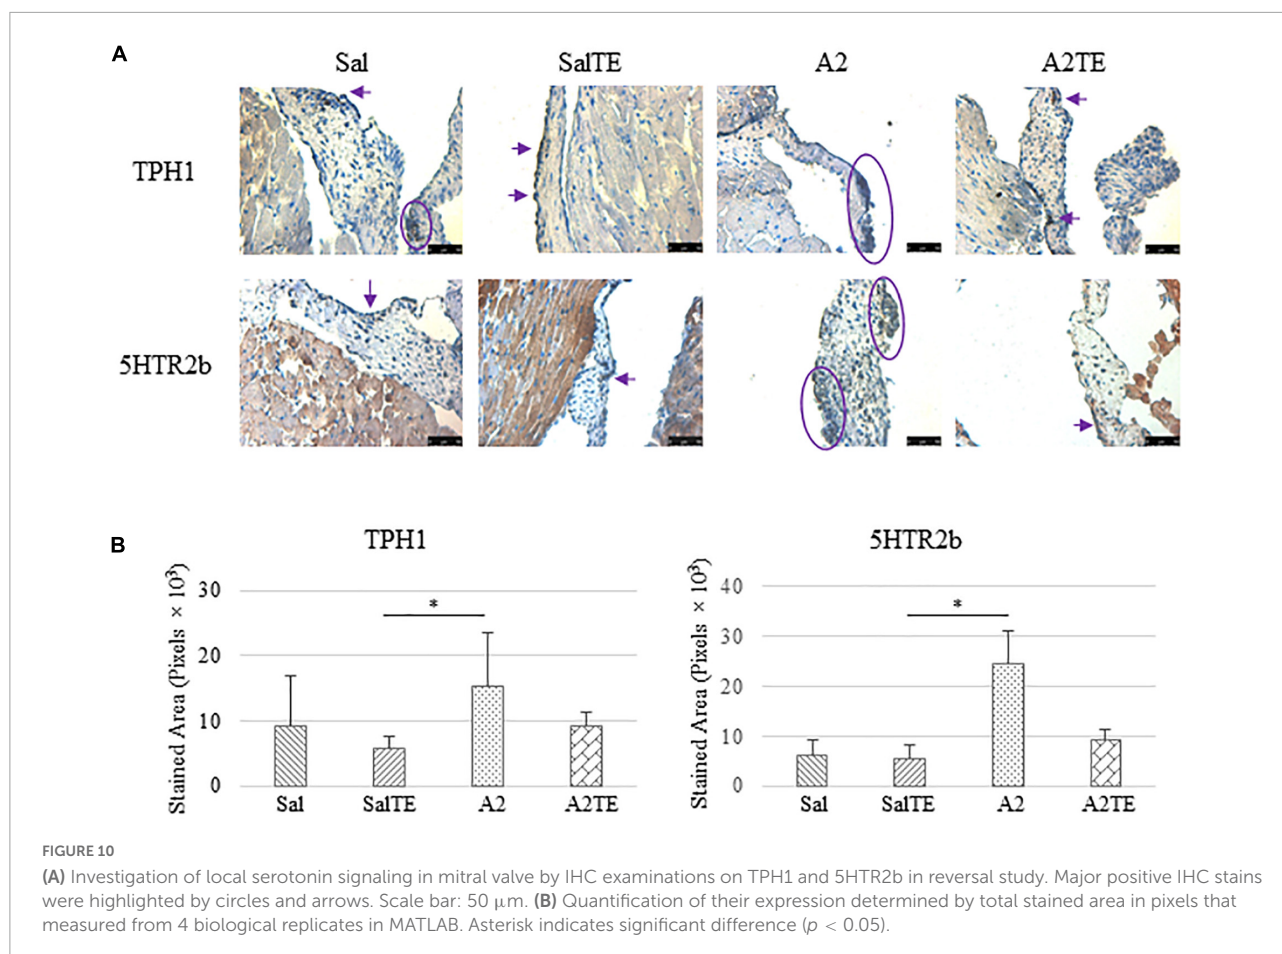 A
Sal
SalTE
A2
A2TE
TPH1
5HTR2b
B
TPH1
5HTR2b
Stained Area (Pixels × 10³)
30
20
10
0
*
Sal
SalTE
A2
A2TE
Stained Area (Pixels × 10³)
40
30
20
10
0
*
Sal
SalTE
A2
A2TE
FIGURE 10
(A) Investigation of local serotonin signaling in mitral valve by IHC examinations on TPH1 and 5HTR2b in reversal study. Major positive IHC stains
were highlighted by circles and arrows. Scale bar: 50 μm. (B) Quantification of their expression determined by total stained area in pixels that
measured from 4 biological replicates in MATLAB. Asterisk indicates significant difference (p < 0.05).